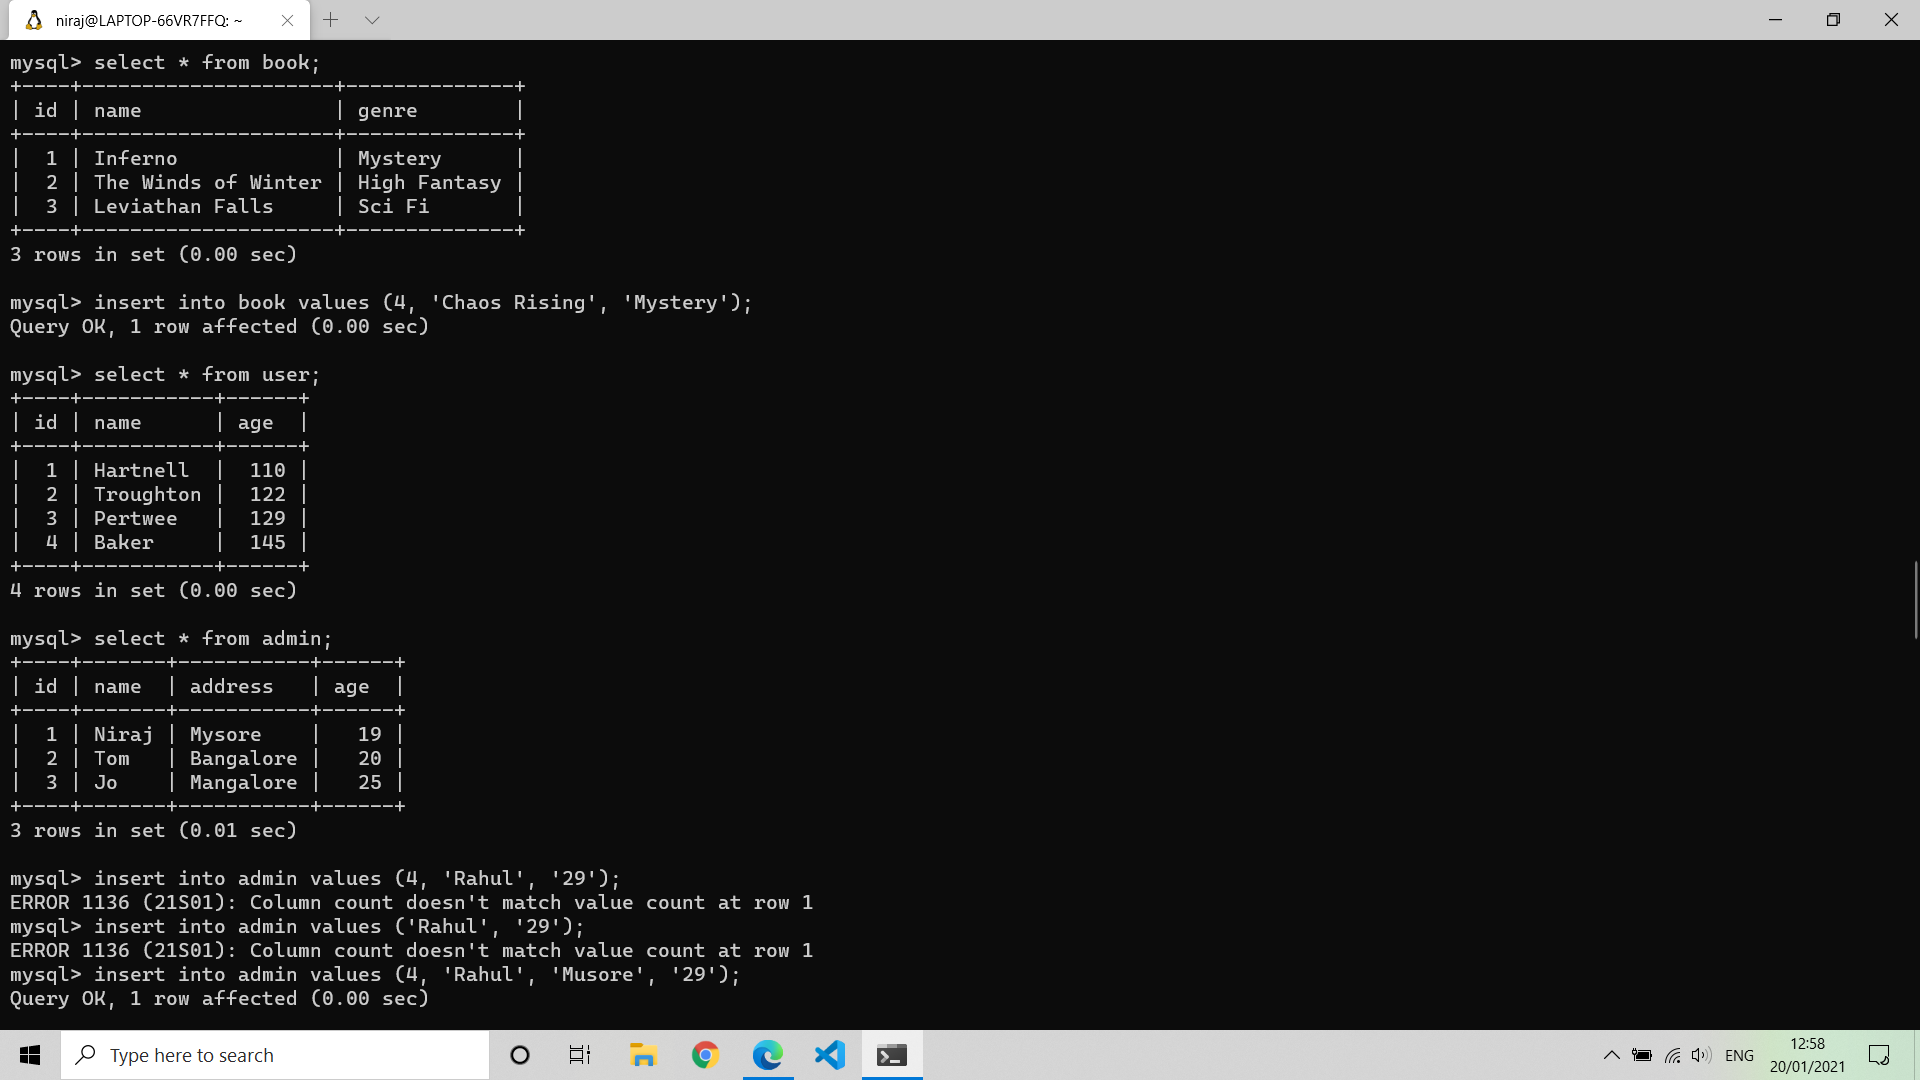 niraj@LAPTOP-66VR7FFQ: ~
mysql> select * from book;
+----+---------------------+--------------+
| id | name                | genre        |
+----+---------------------+--------------+
|  1 | Inferno             | Mystery      |
|  2 | The Winds of Winter | High Fantasy |
|  3 | Leviathan Falls     | Sci Fi       |
+----+---------------------+--------------+
3 rows in set (0.00 sec)
mysql> insert into book values (4, 'Chaos Rising', 'Mystery');
Query OK, 1 row affected (0.00 sec)
mysql> select * from user;
+----+-----------+------+
| id | name      | age  |
+----+-----------+------+
|  1 | Hartnell  |  110 |
|  2 | Troughton |  122 |
|  3 | Pertwee   |  129 |
|  4 | Baker     |  145 |
+----+-----------+------+
4 rows in set (0.00 sec)
mysql> select * from admin;
+----+-------+-----------+------+
| id | name  | address   | age  |
+----+-------+-----------+------+
|  1 | Niraj | Mysore    |   19 |
|  2 | Tom   | Bangalore |   20 |
|  3 | Jo    | Mangalore |   25 |
+----+-------+-----------+------+
3 rows in set (0.01 sec)
mysql> insert into admin values (4, 'Rahul', '29');
ERROR 1136 (21S01): Column count doesn't match value count at row 1
mysql> insert into admin values ('Rahul', '29');
ERROR 1136 (21S01): Column count doesn't match value count at row 1
mysql> insert into admin values (4, 'Rahul', 'Musore', '29');
Query OK, 1 row affected (0.00 sec)
Type here to search
ENG
12:58
20/01/2021